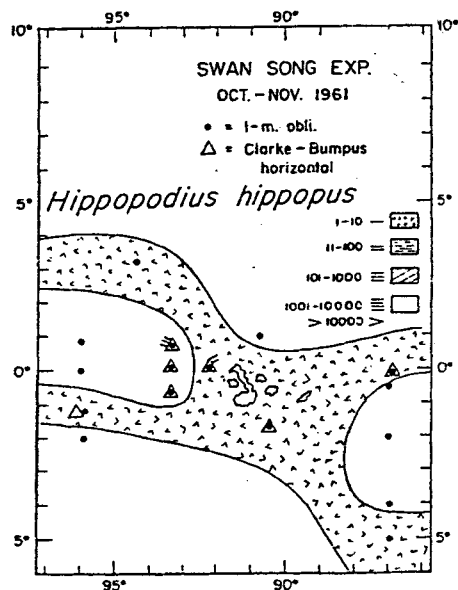 95° 90°
10° 10°
SWAN SONG EXP.
OCT. - NOV. 1961
• = 1-m. obli.
△ = Clarke - Bumpus
horizontal
5° 5°
Hippopodius hippopus
1-10
11-100
101-1000
1001-10000
> 10000 >
0° 0°
5° 5°
95° 90°